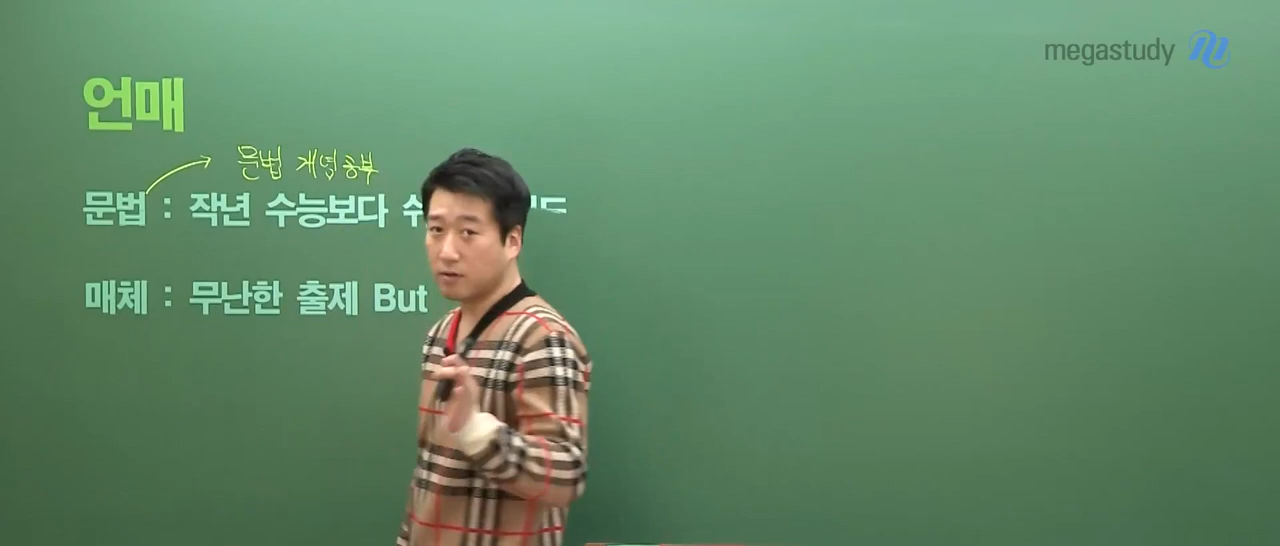 megastudy
언매
문법 개념공부
문법 : 작년 수능보다
매체 : 무난한 출제 But